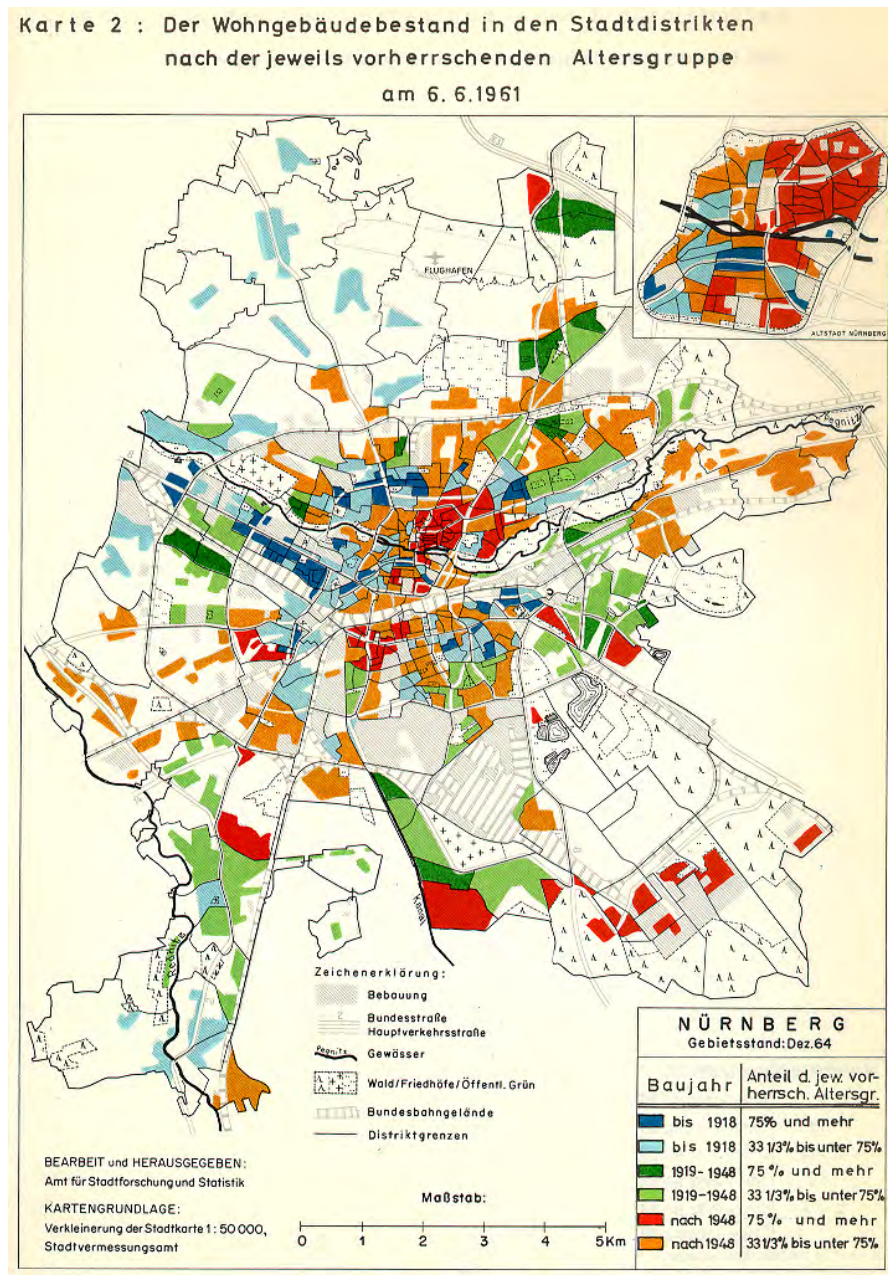 Karte 2 : Der Wohngebäudebestand in den Stadtdistrikten
nach der jeweils vorherrschenden Altersgruppe
am 6. 6. 1961
FLUGHAFEN
ALTSTADT NÜRNBERG
Pegnitz
Kanal
Rednitz
Zeichenerklärung:
Bebauung
2
Bundesstraße
Hauptverkehrsstraße
Pegnitz
Gewässer
Wald/Friedhöfe/Öffentl. Grün
Bundesbahngelände
Distriktgrenzen
NÜRNBERG
Gebietsstand: Dez. 64
Baujahr
Anteil d. jew. vor-
herrsch. Altersgr.
bis 1918 75% und mehr
bis 1918 33 1/3% bis unter 75%
1919-1948 75% und mehr
1919-1948 33 1/3% bis unter 75%
nach 1948 75% und mehr
nach 1948 33 1/3% bis unter 75%
BEARBEIT und HERAUSGEGEBEN:
Amt für Stadtforschung und Statistik
KARTENGRUNDLAGE:
Verkleinerung der Stadtkarte 1 : 50 000,
Stadtvermessungsamt
Maßstab:
0 1 2 3 4 5 Km